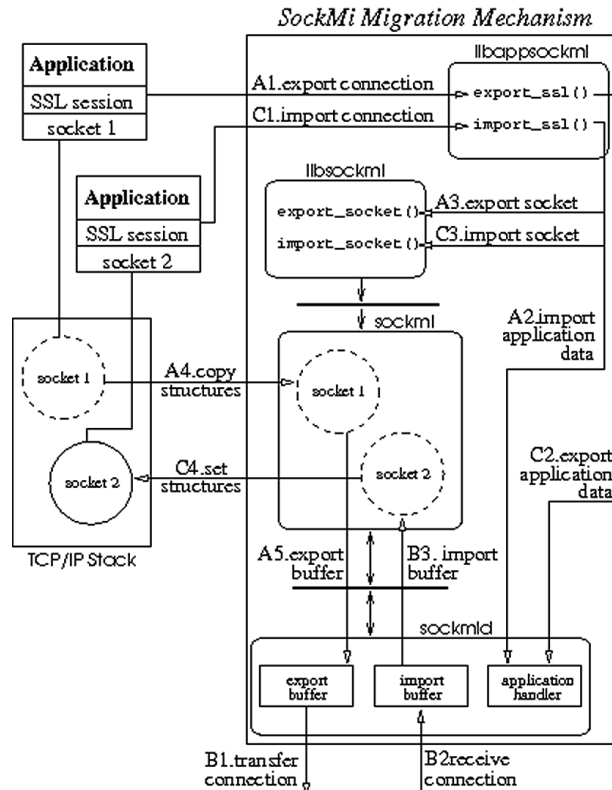 SockMi Migration Mechanism
libappsockmi
Application
SSL session
socket 1
A1.export connection
export_ssl()
C1.import connection
import_ssl()
libsockmi
Application
SSL session
socket 2
export_socket()
A3.export socket
import_socket()
C3.import socket
sockmi
A2.import
application
data
socket 1
A4.copy
structures
socket 1
C2.export
application
data
socket 2
C4.set
structures
socket 2
TCP/IP Stack
A5.export
buffer
B3. import
buffer
sockmid
export
buffer
import
buffer
application
handler
B1.transfer
connection
B2receive
connection